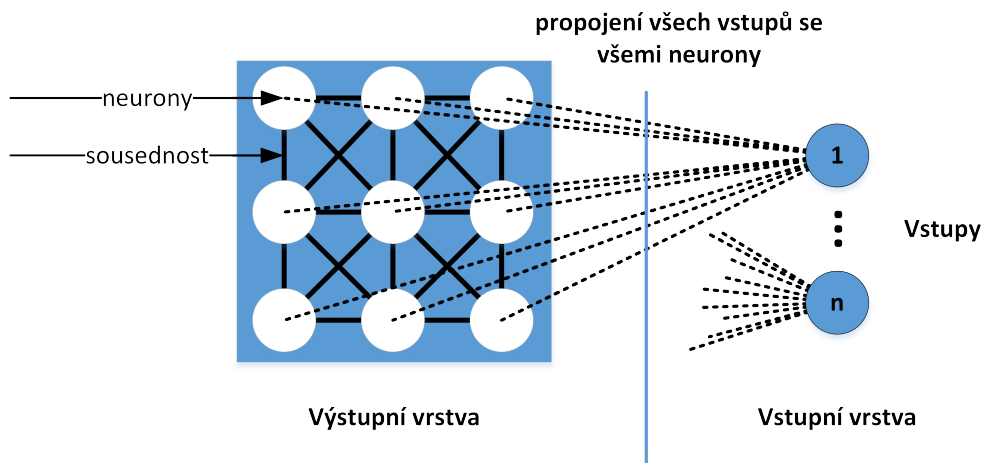 propojení všech vstupů se
všemi neurony
neurony
sousednost
1
Vstupy
n
Výstupní vrstva
Vstupní vrstva